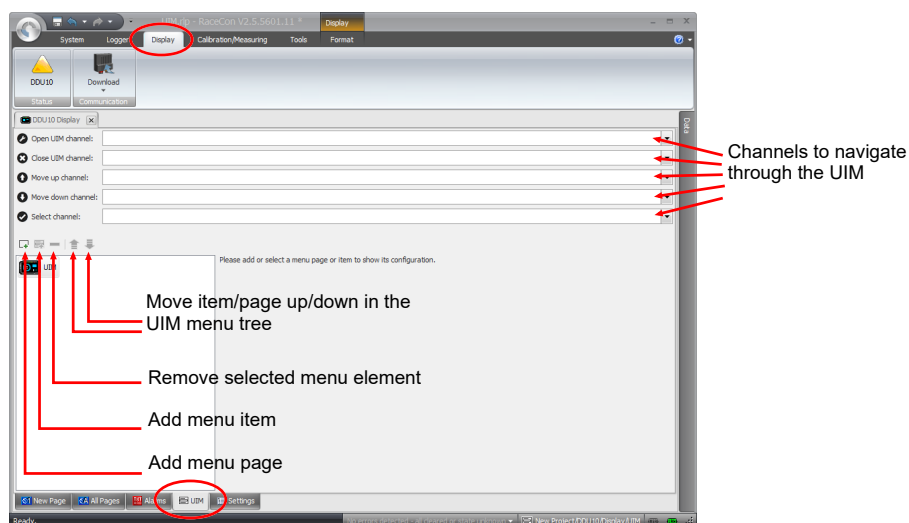 UIM.rlp - RaceCon V2.5.5601.11 * Display
System Logger Display Calibration/Measuring Tools Format
DDU10 Download
Status Communication
DDU10 Display
Data
Open UIM channel:
Close UIM channel:
Move up channel:
Move down channel:
Select channel:
Channels to navigate
through the UIM
UIM
Please add or select a menu page or item to show its configuration.
Move item/page up/down in the
UIM menu tree
Remove selected menu element
Add menu item
Add menu page
New Page All Pages Alarms UIM Settings
Ready. New Project/DDU10/Display/UIM